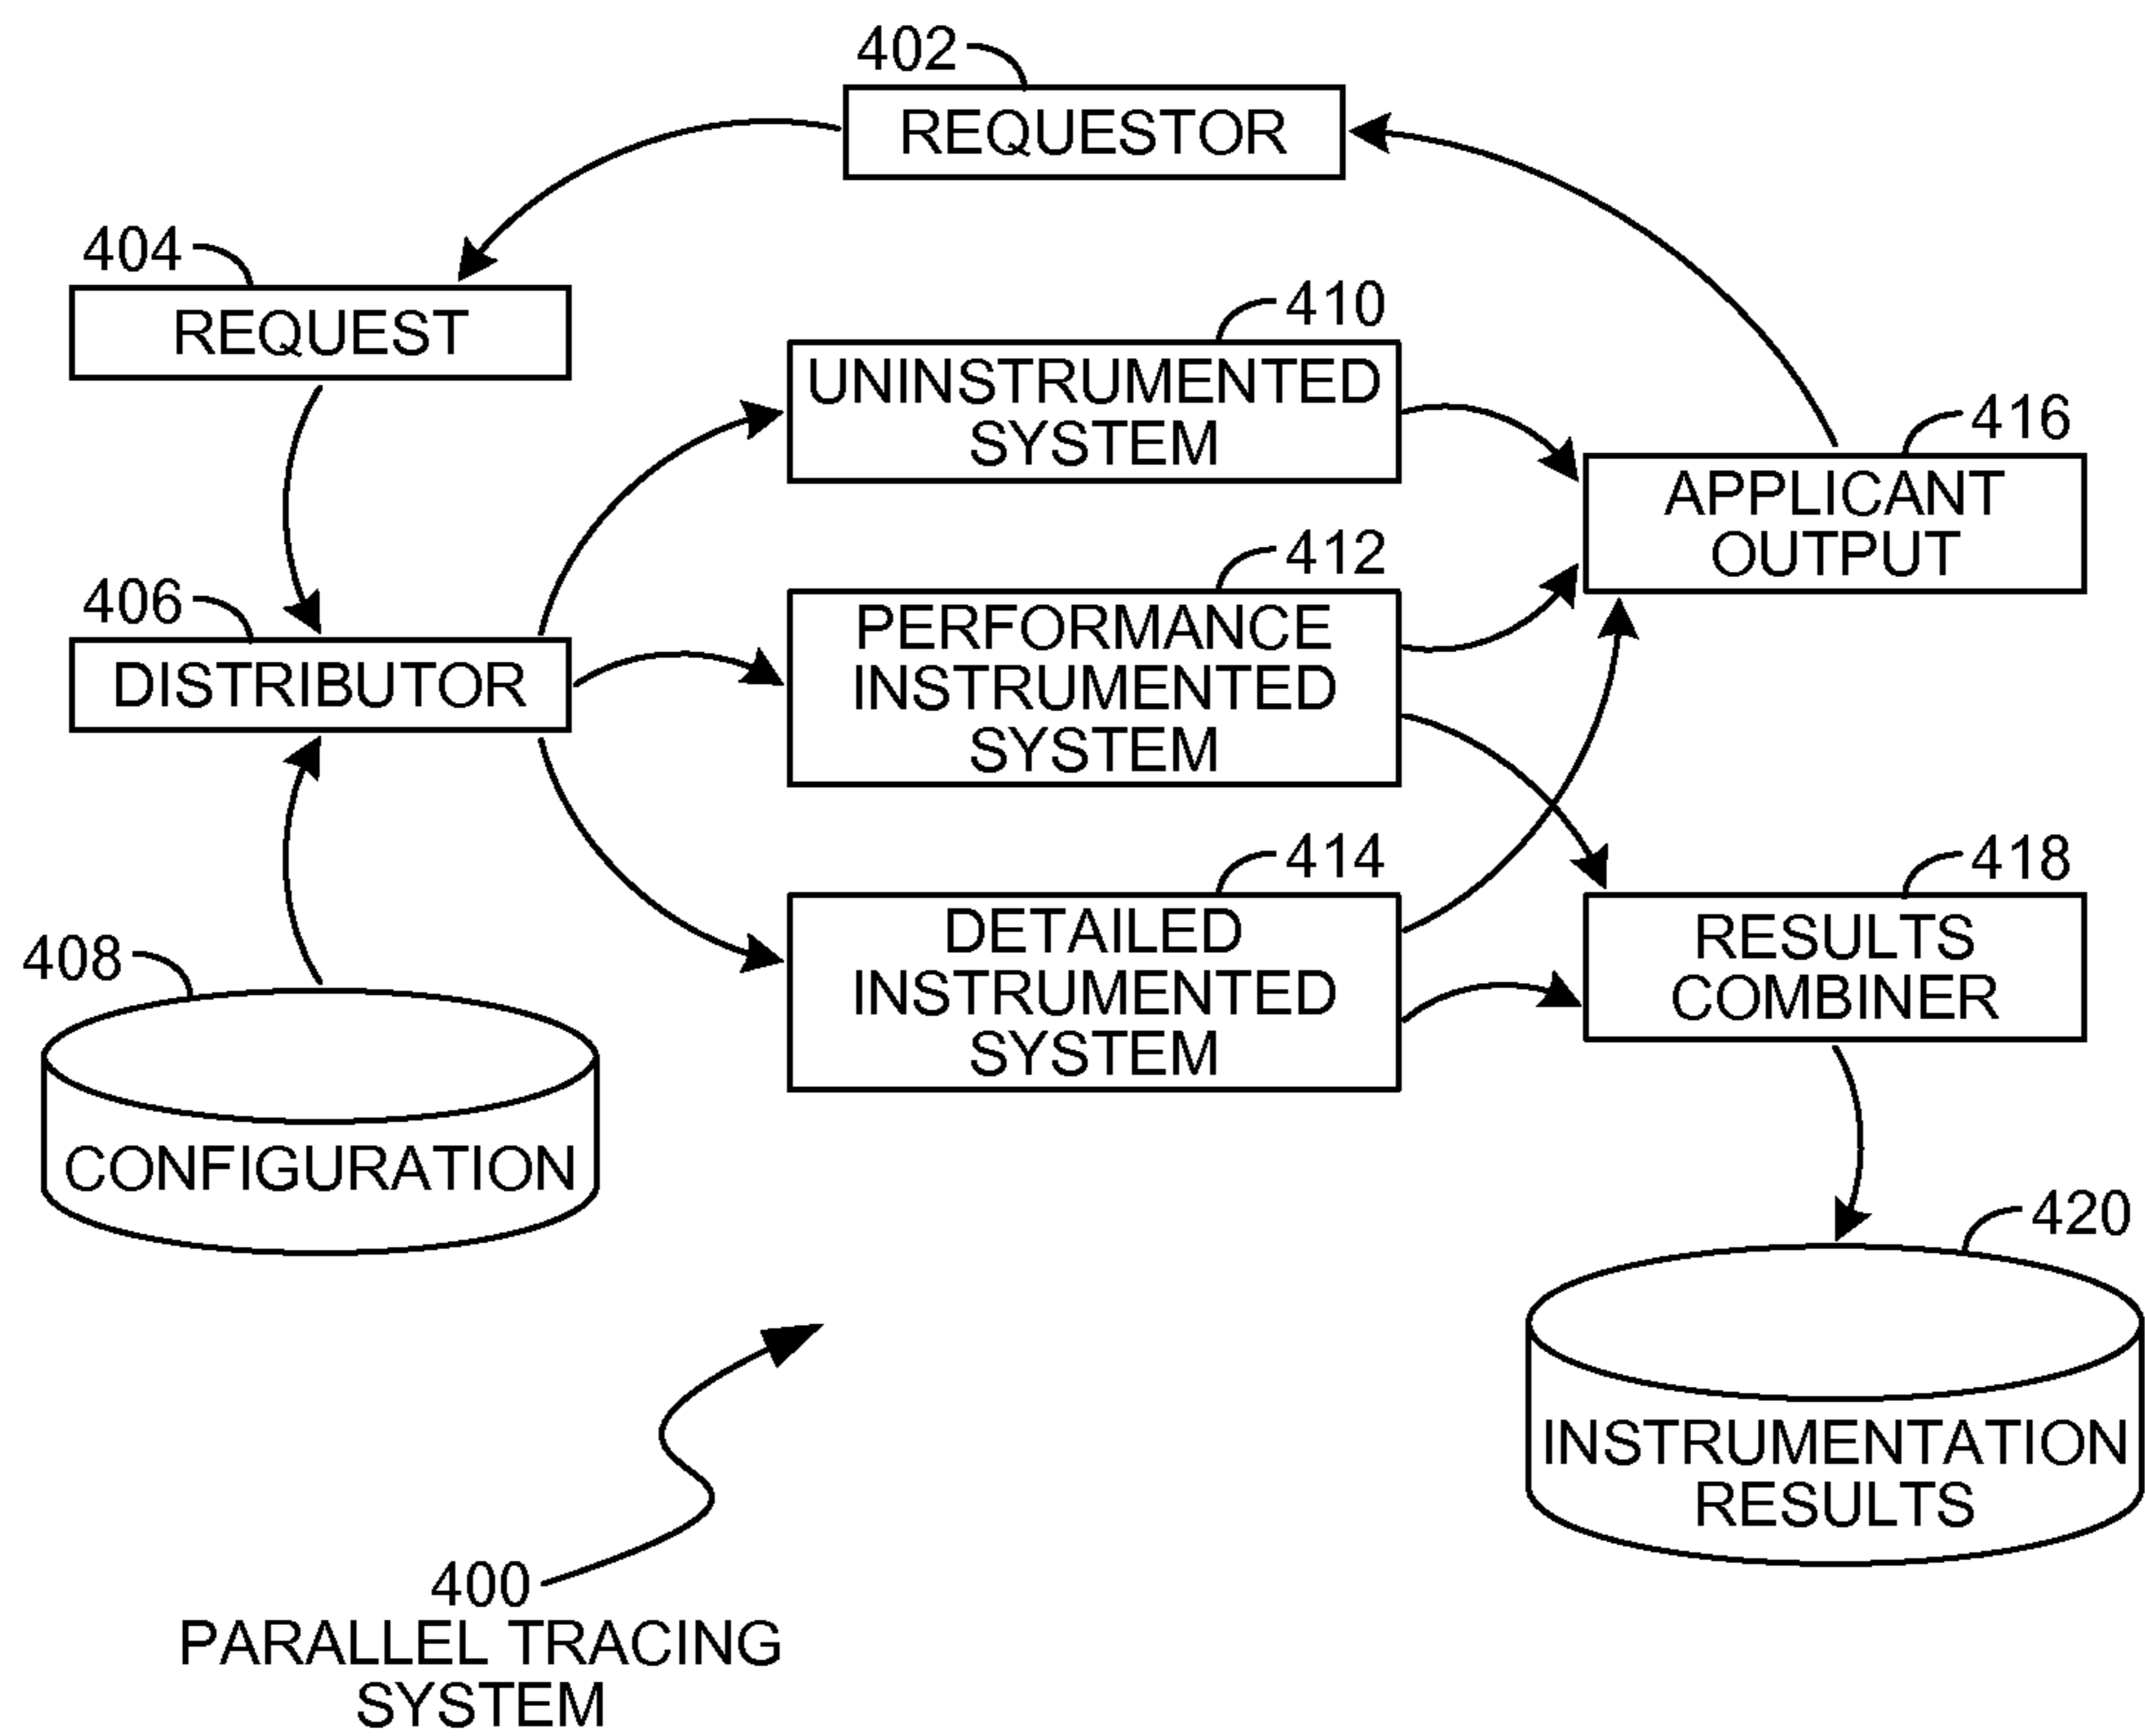 402
REQUESTOR
404
REQUEST
410
UNINSTRUMENTED
SYSTEM
416
APPLICANT
OUTPUT
406
DISTRIBUTOR
412
PERFORMANCE
INSTRUMENTED
SYSTEM
408
CONFIGURATION
414
DETAILED
INSTRUMENTED
SYSTEM
418
RESULTS
COMBINER
420
INSTRUMENTATION
RESULTS
400
PARALLEL TRACING
SYSTEM